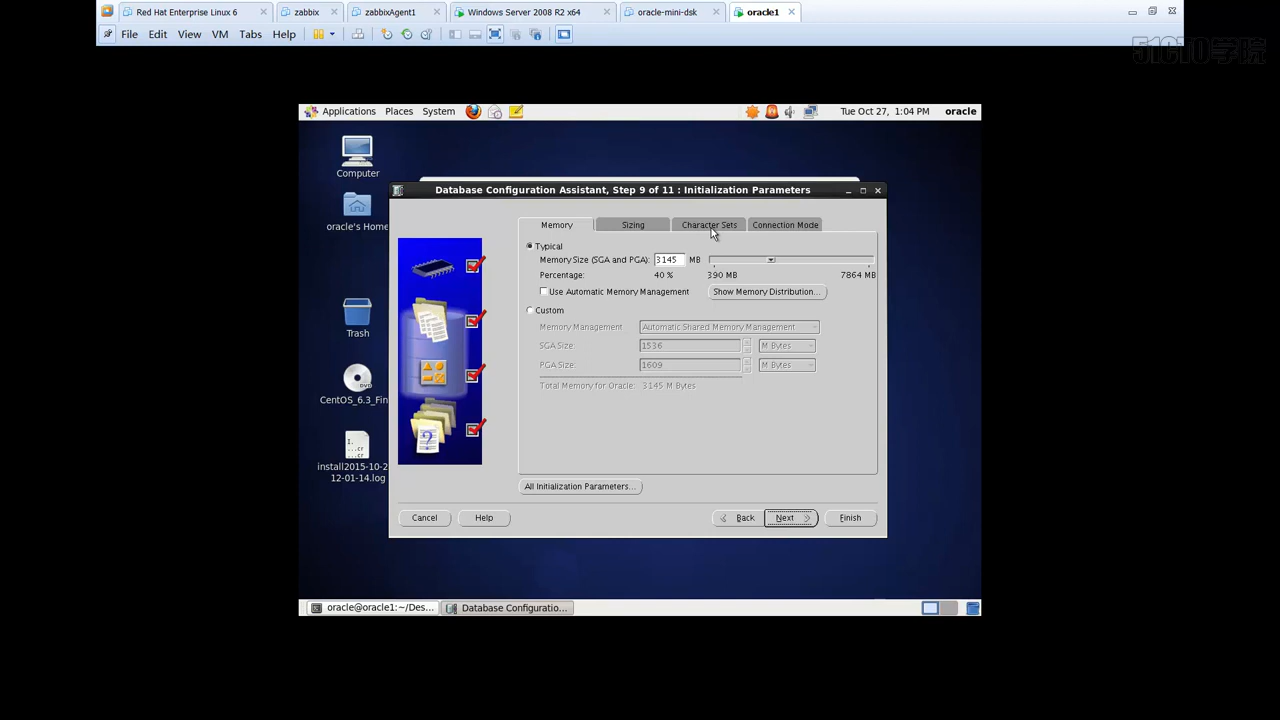 Red Hat Enterprise Linux 6
zabbix
zabbixAgent1
Windows Server 2008 R2 x64
oracle-mini-dsk
oracle1
File Edit View VM Tabs Help
51CTO学院
Applications Places System
Tue Oct 27, 1:04 PM
oracle
Computer
oracle's Home
Trash
CentOS_6.3_Fin
install2015-10-2
12-01-14.log
Database Configuration Assistant, Step 9 of 11 : Initialization Parameters
Memory
Sizing
Character Sets
Connection Mode
Typical
Memory Size (SGA and PGA): 3145 MB
Percentage: 40 % 390 MB 7864 MB
Use Automatic Memory Management
Show Memory Distribution...
Custom
Memory Management Automatic Shared Memory Management
SGA Size: 1536 M Bytes
PGA Size: 1609 M Bytes
Total Memory for Oracle: 3145 M Bytes
All Initialization Parameters...
Cancel
Help
Back
Next
Finish
oracle@oracle1:~/Des...
Database Configuratio...